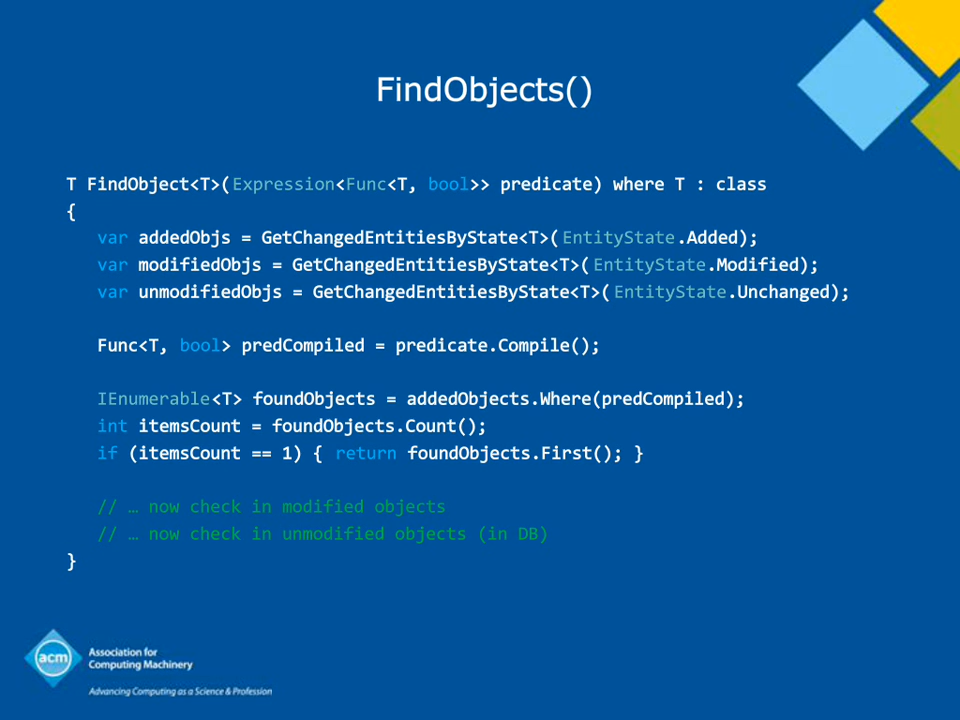 FindObjects()
T FindObject<T>(Expression<Func<T, bool>> predicate) where T : class
{
var addedObjs = GetChangedEntitiesByState<T>(EntityState.Added);
var modifiedObjs = GetChangedEntitiesByState<T>(EntityState.Modified);
var unmodifiedObjs = GetChangedEntitiesByState<T>(EntityState.Unchanged);
Func<T, bool> predCompiled = predicate.Compile();
IEnumerable<T> foundObjects = addedObjects.Where(predCompiled);
int itemsCount = foundObjects.Count();
if (itemsCount == 1) { return foundObjects.First(); }
// … now check in modified objects
// … now check in unmodified objects (in DB)
}
acm
Association for
Computing Machinery
Advancing Computing as a Science & Profession